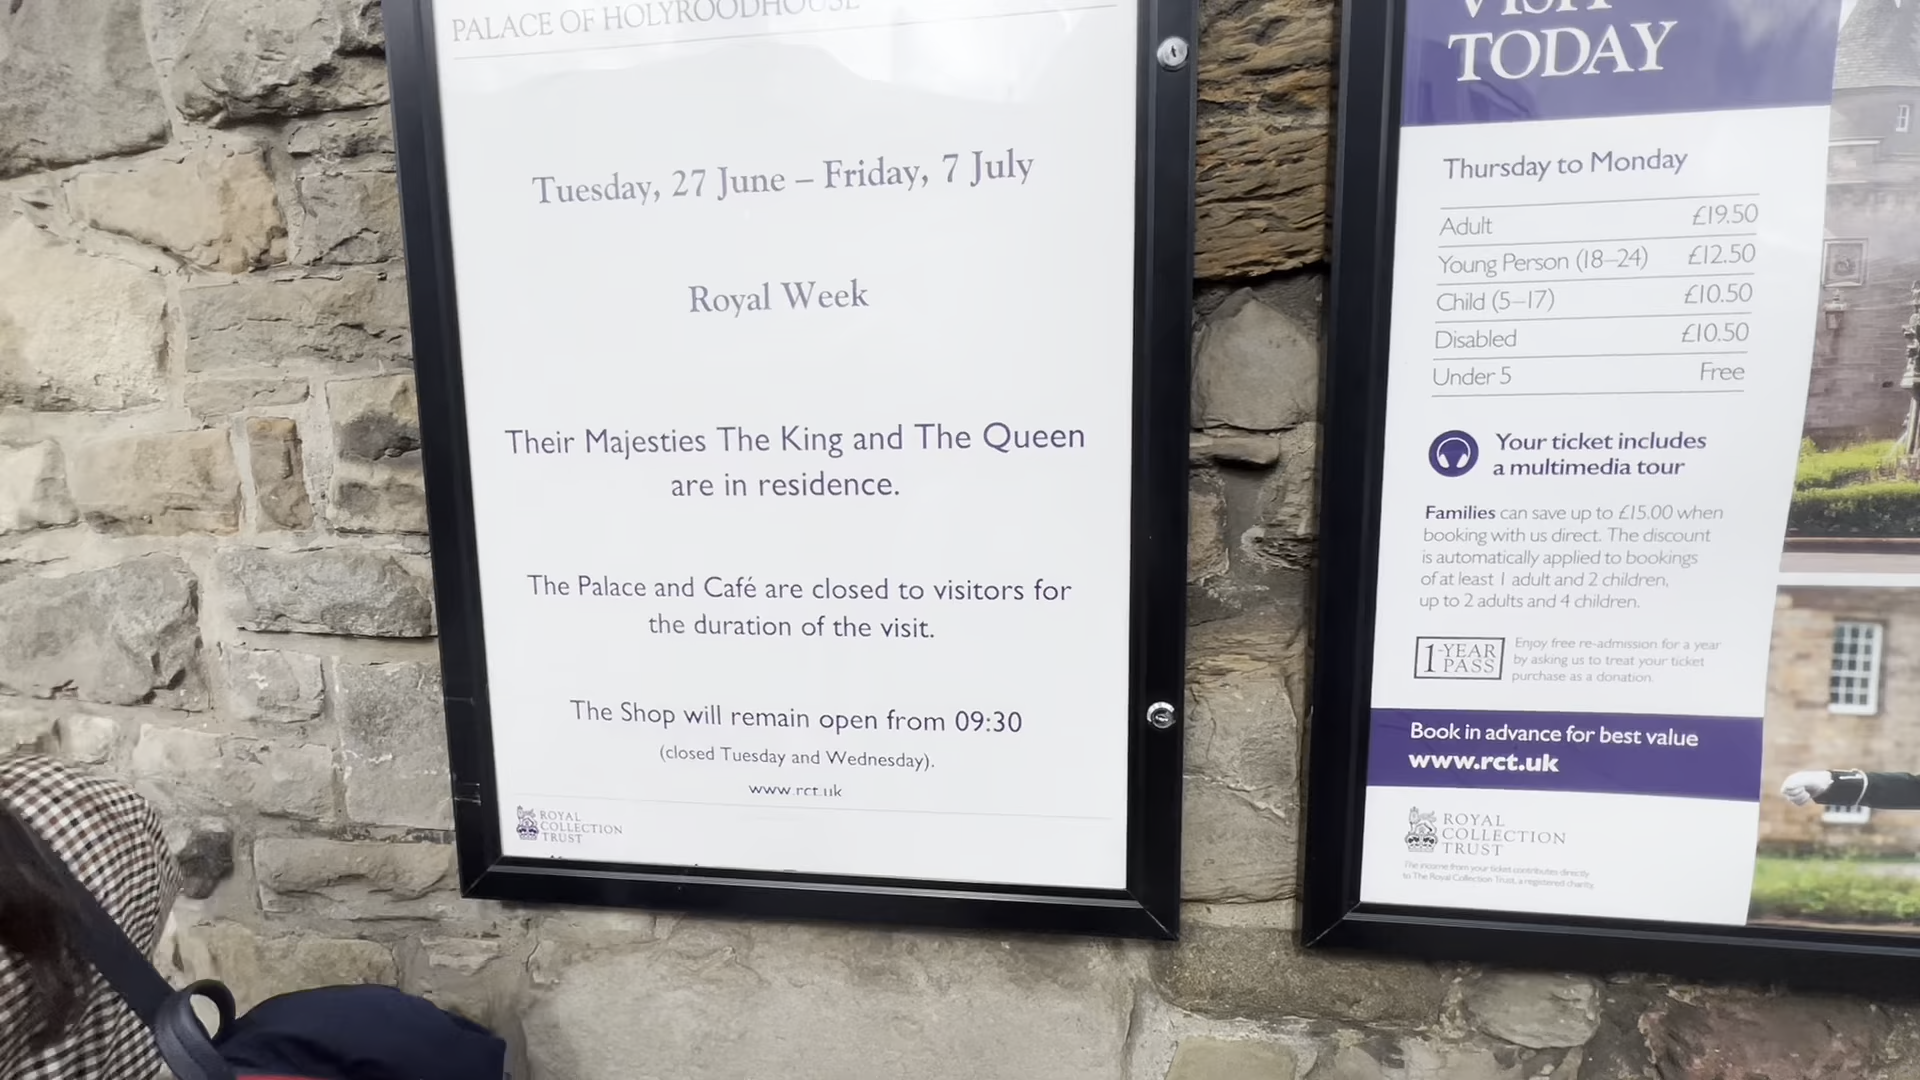 PALACE OF HOLYROODHOUSE
Tuesday, 27 June – Friday, 7 July
Royal Week
Their Majesties The King and The Queen
are in residence.
The Palace and Café are closed to visitors for
the duration of the visit.
The Shop will remain open from 09:30
(closed Tuesday and Wednesday).
www.rct.uk
ROYAL
COLLECTION
TRUST
VISIT
TODAY
Thursday to Monday
Adult £19.50
Young Person (18–24) £12.50
Child (5–17) £10.50
Disabled £10.50
Under 5 Free
Your ticket includes
a multimedia tour
Families can save up to £15.00 when
booking with us direct. The discount
is automatically applied to bookings
of at least 1 adult and 2 children,
up to 2 adults and 4 children.
1-YEAR
PASS
Enjoy free re-admission for a year
by asking us to treat your ticket
purchase as a donation.
Book in advance for best value
www.rct.uk
ROYAL
COLLECTION
TRUST
The income from your ticket contributes directly
to The Royal Collection Trust, a registered charity.